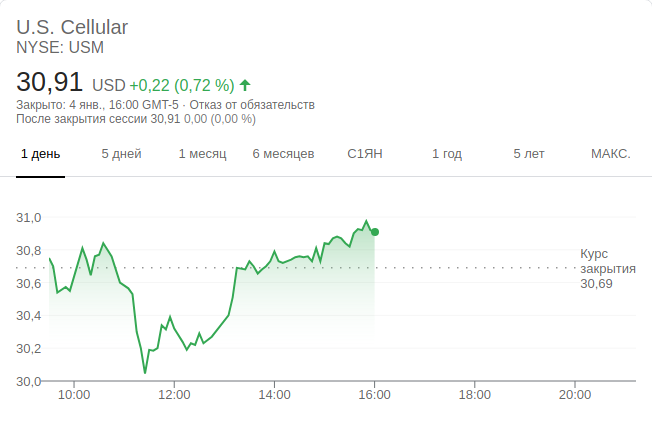 U.S. Cellular
NYSE: USM
30,91 USD +0,22 (0,72 %)
Закрыто: 4 янв., 16:00 GMT-5 · Отказ от обязательств
После закрытия сессии 30,91 0,00 (0,00 %)
1 день 5 дней 1 месяц 6 месяцев С1ЯН 1 год 5 лет МАКС.
31,0
30,8
30,6
30,4
30,2
30,0
Курс
закрытия
30,69
10:00 12:00 14:00 16:00 18:00 20:00